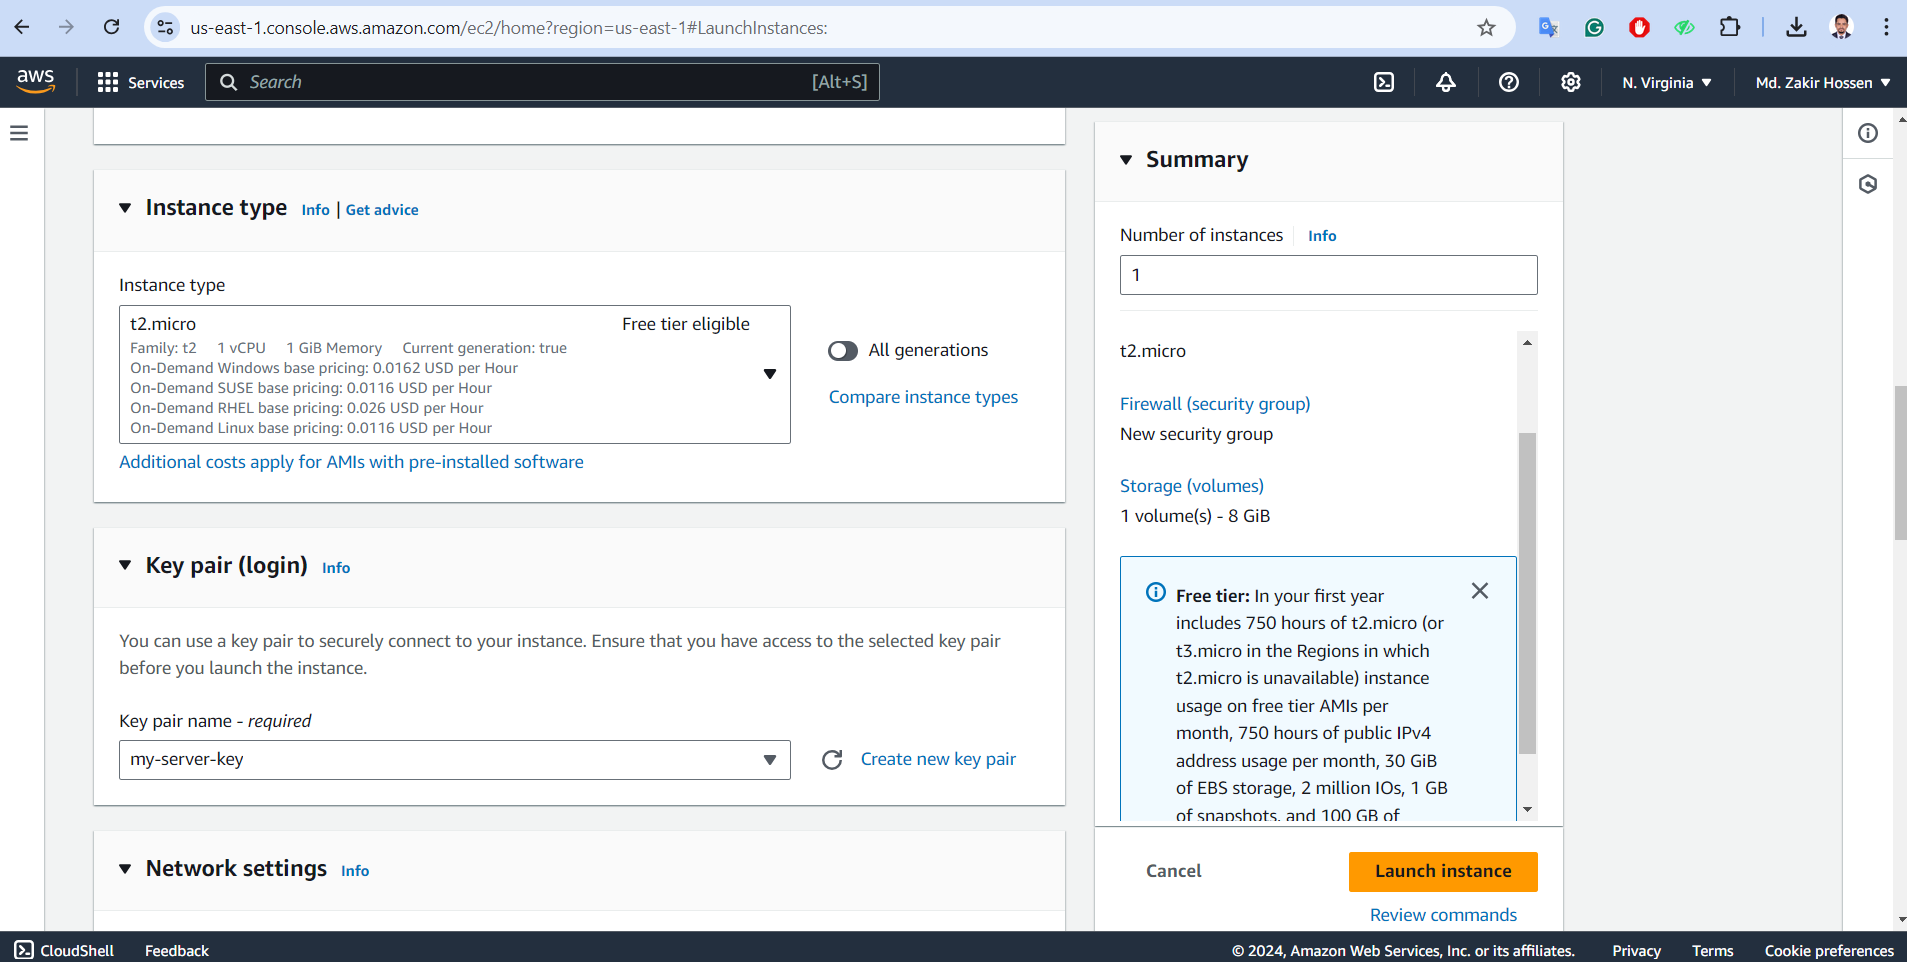 us-east-1.console.aws.amazon.com/ec2/home?region=us-east-1#LaunchInstances:
aws
Services
Search
[Alt+S]
N. Virginia
Md. Zakir Hossen
Instance type
Info | Get advice
Instance type
t2.micro
Free tier eligible
Family: t2 1 vCPU 1 GiB Memory Current generation: true
On-Demand Windows base pricing: 0.0162 USD per Hour
On-Demand SUSE base pricing: 0.0116 USD per Hour
On-Demand RHEL base pricing: 0.026 USD per Hour
On-Demand Linux base pricing: 0.0116 USD per Hour
All generations
Compare instance types
Additional costs apply for AMIs with pre-installed software
Key pair (login)
Info
You can use a key pair to securely connect to your instance. Ensure that you have access to the selected key pair
before you launch the instance.
Key pair name - required
my-server-key
Create new key pair
Network settings
Info
Summary
Number of instances
Info
1
t2.micro
Firewall (security group)
New security group
Storage (volumes)
1 volume(s) - 8 GiB
Free tier: In your first year
includes 750 hours of t2.micro (or
t3.micro in the Regions in which
t2.micro is unavailable) instance
usage on free tier AMIs per
month, 750 hours of public IPv4
address usage per month, 30 GiB
of EBS storage, 2 million IOs, 1 GB
of snapshots, and 100 GB of
Cancel
Launch instance
Review commands
CloudShell
Feedback
© 2024, Amazon Web Services, Inc. or its affiliates.
Privacy
Terms
Cookie preferences